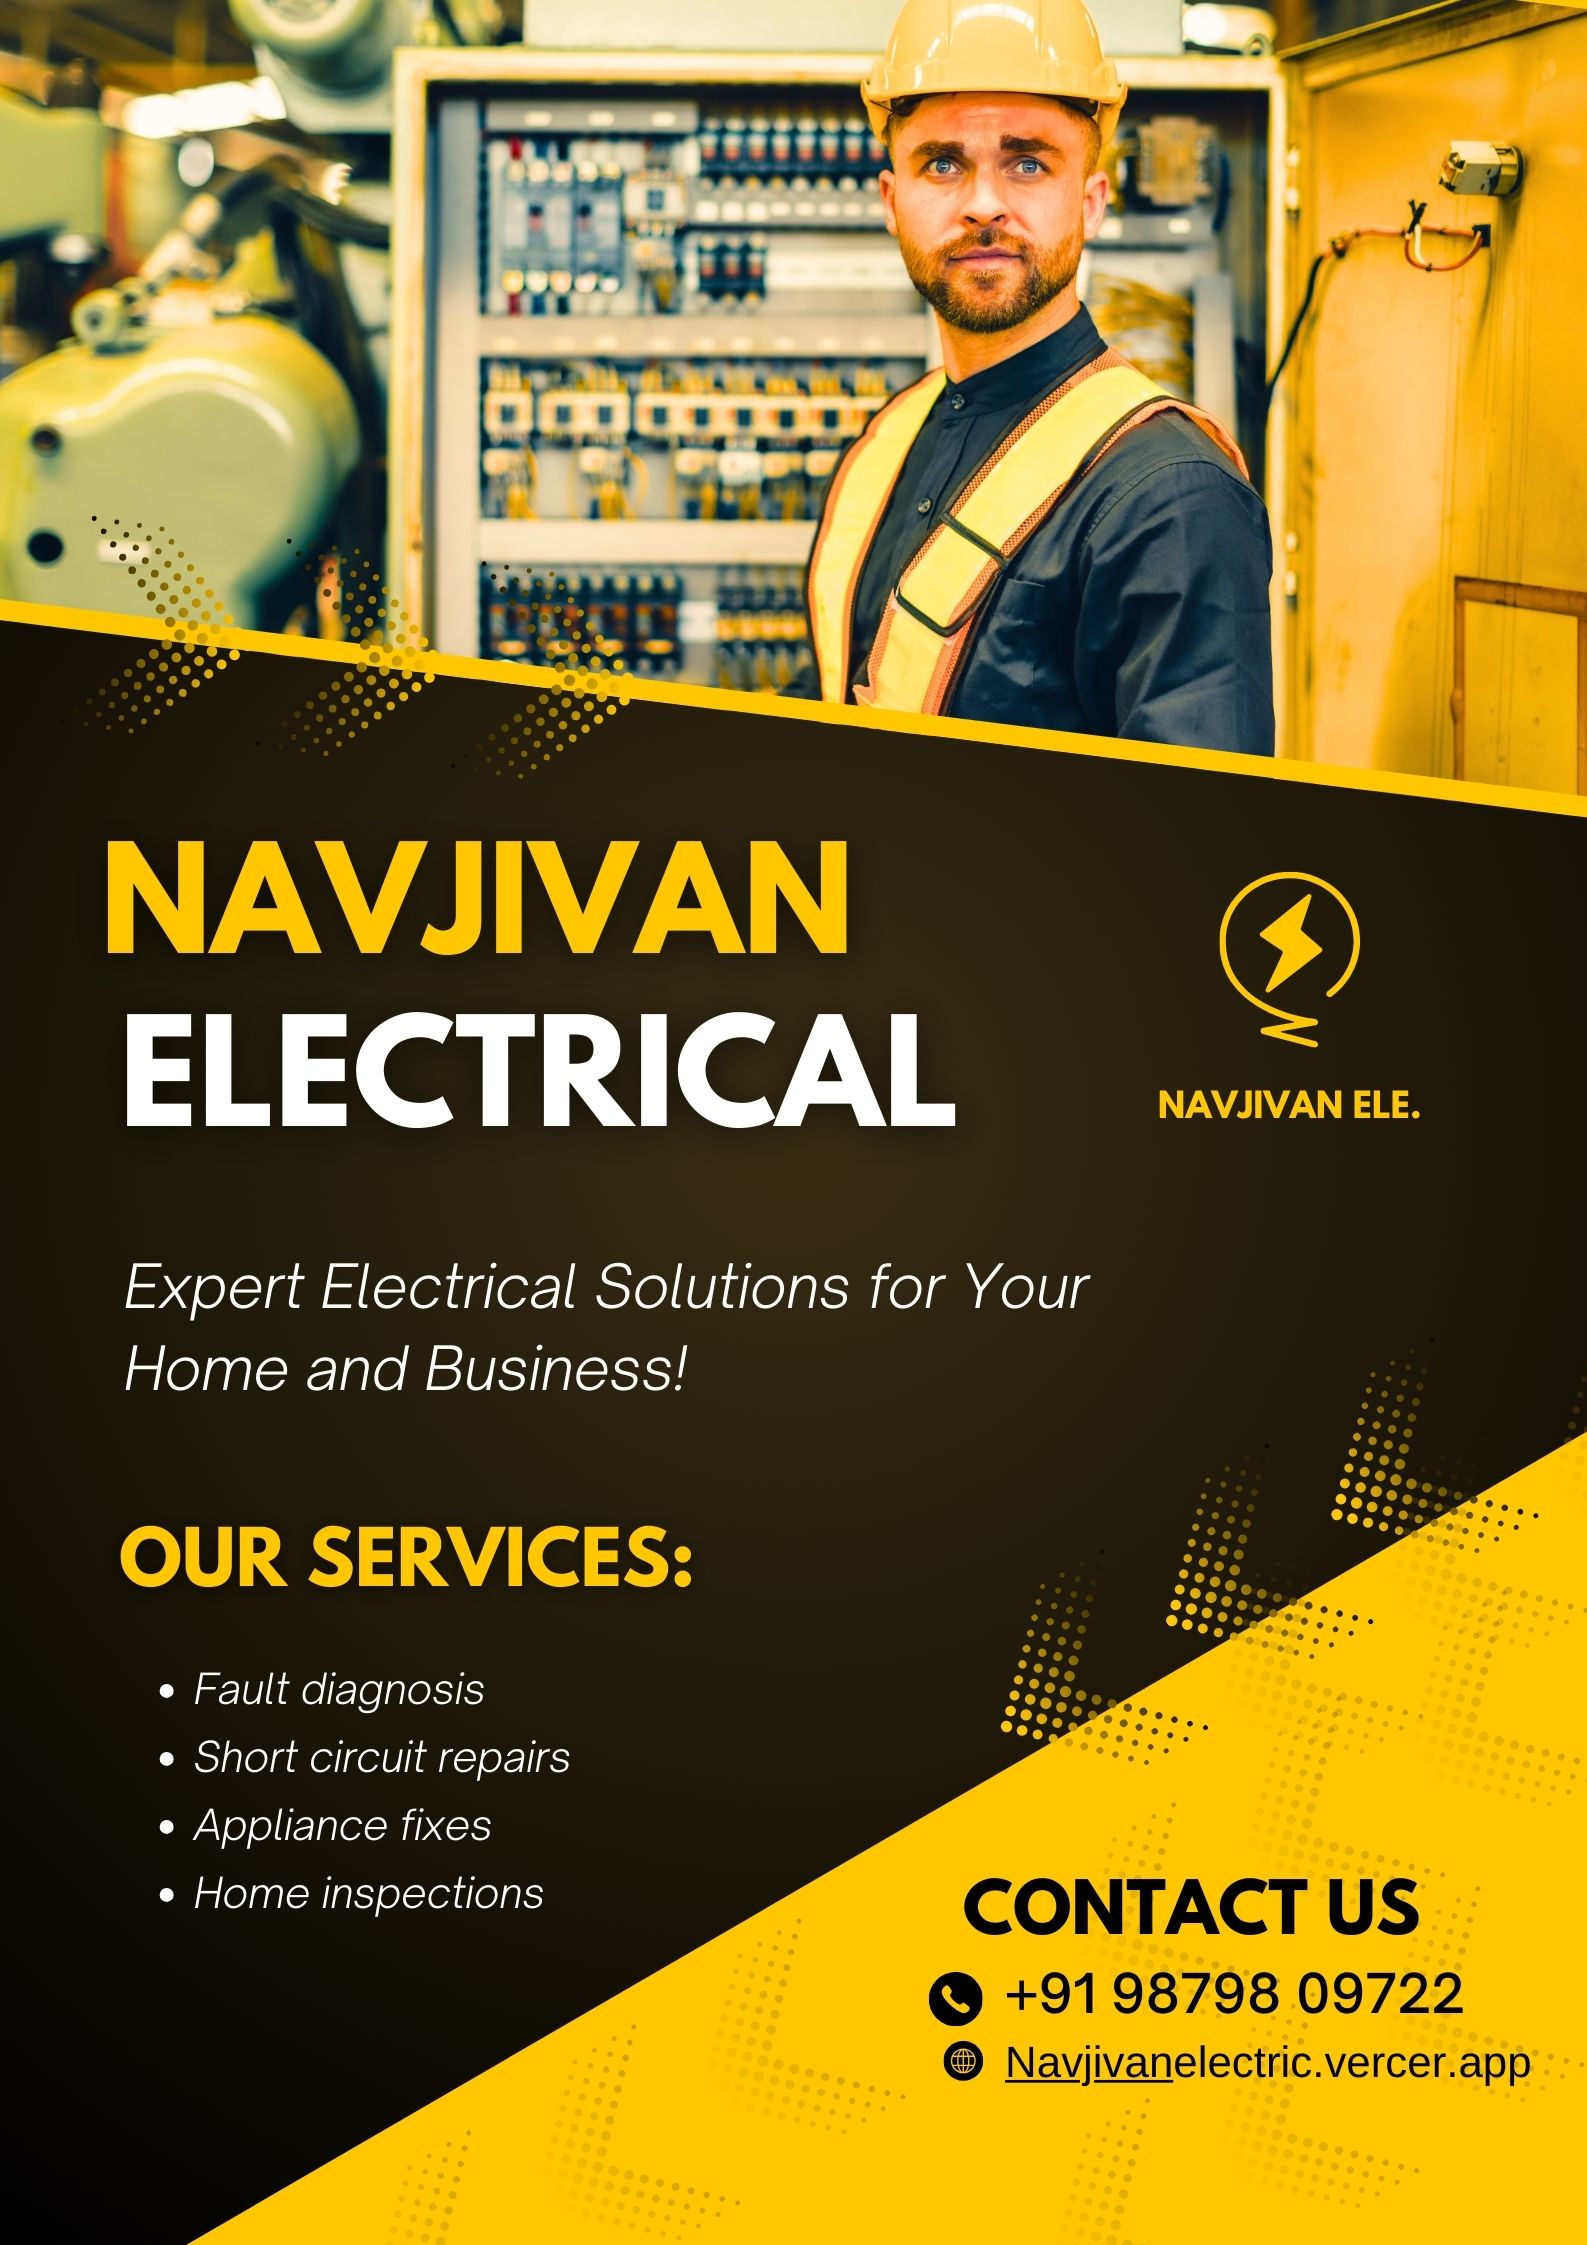 NAVJIVAN
ELECTRICAL
NAVJIVAN ELE.
Expert Electrical Solutions for Your
Home and Business!
OUR SERVICES:
• Fault diagnosis
• Short circuit repairs
• Appliance fixes
• Home inspections
CONTACT US
+91 98798 09722
Navjivanelectric.vercer.app